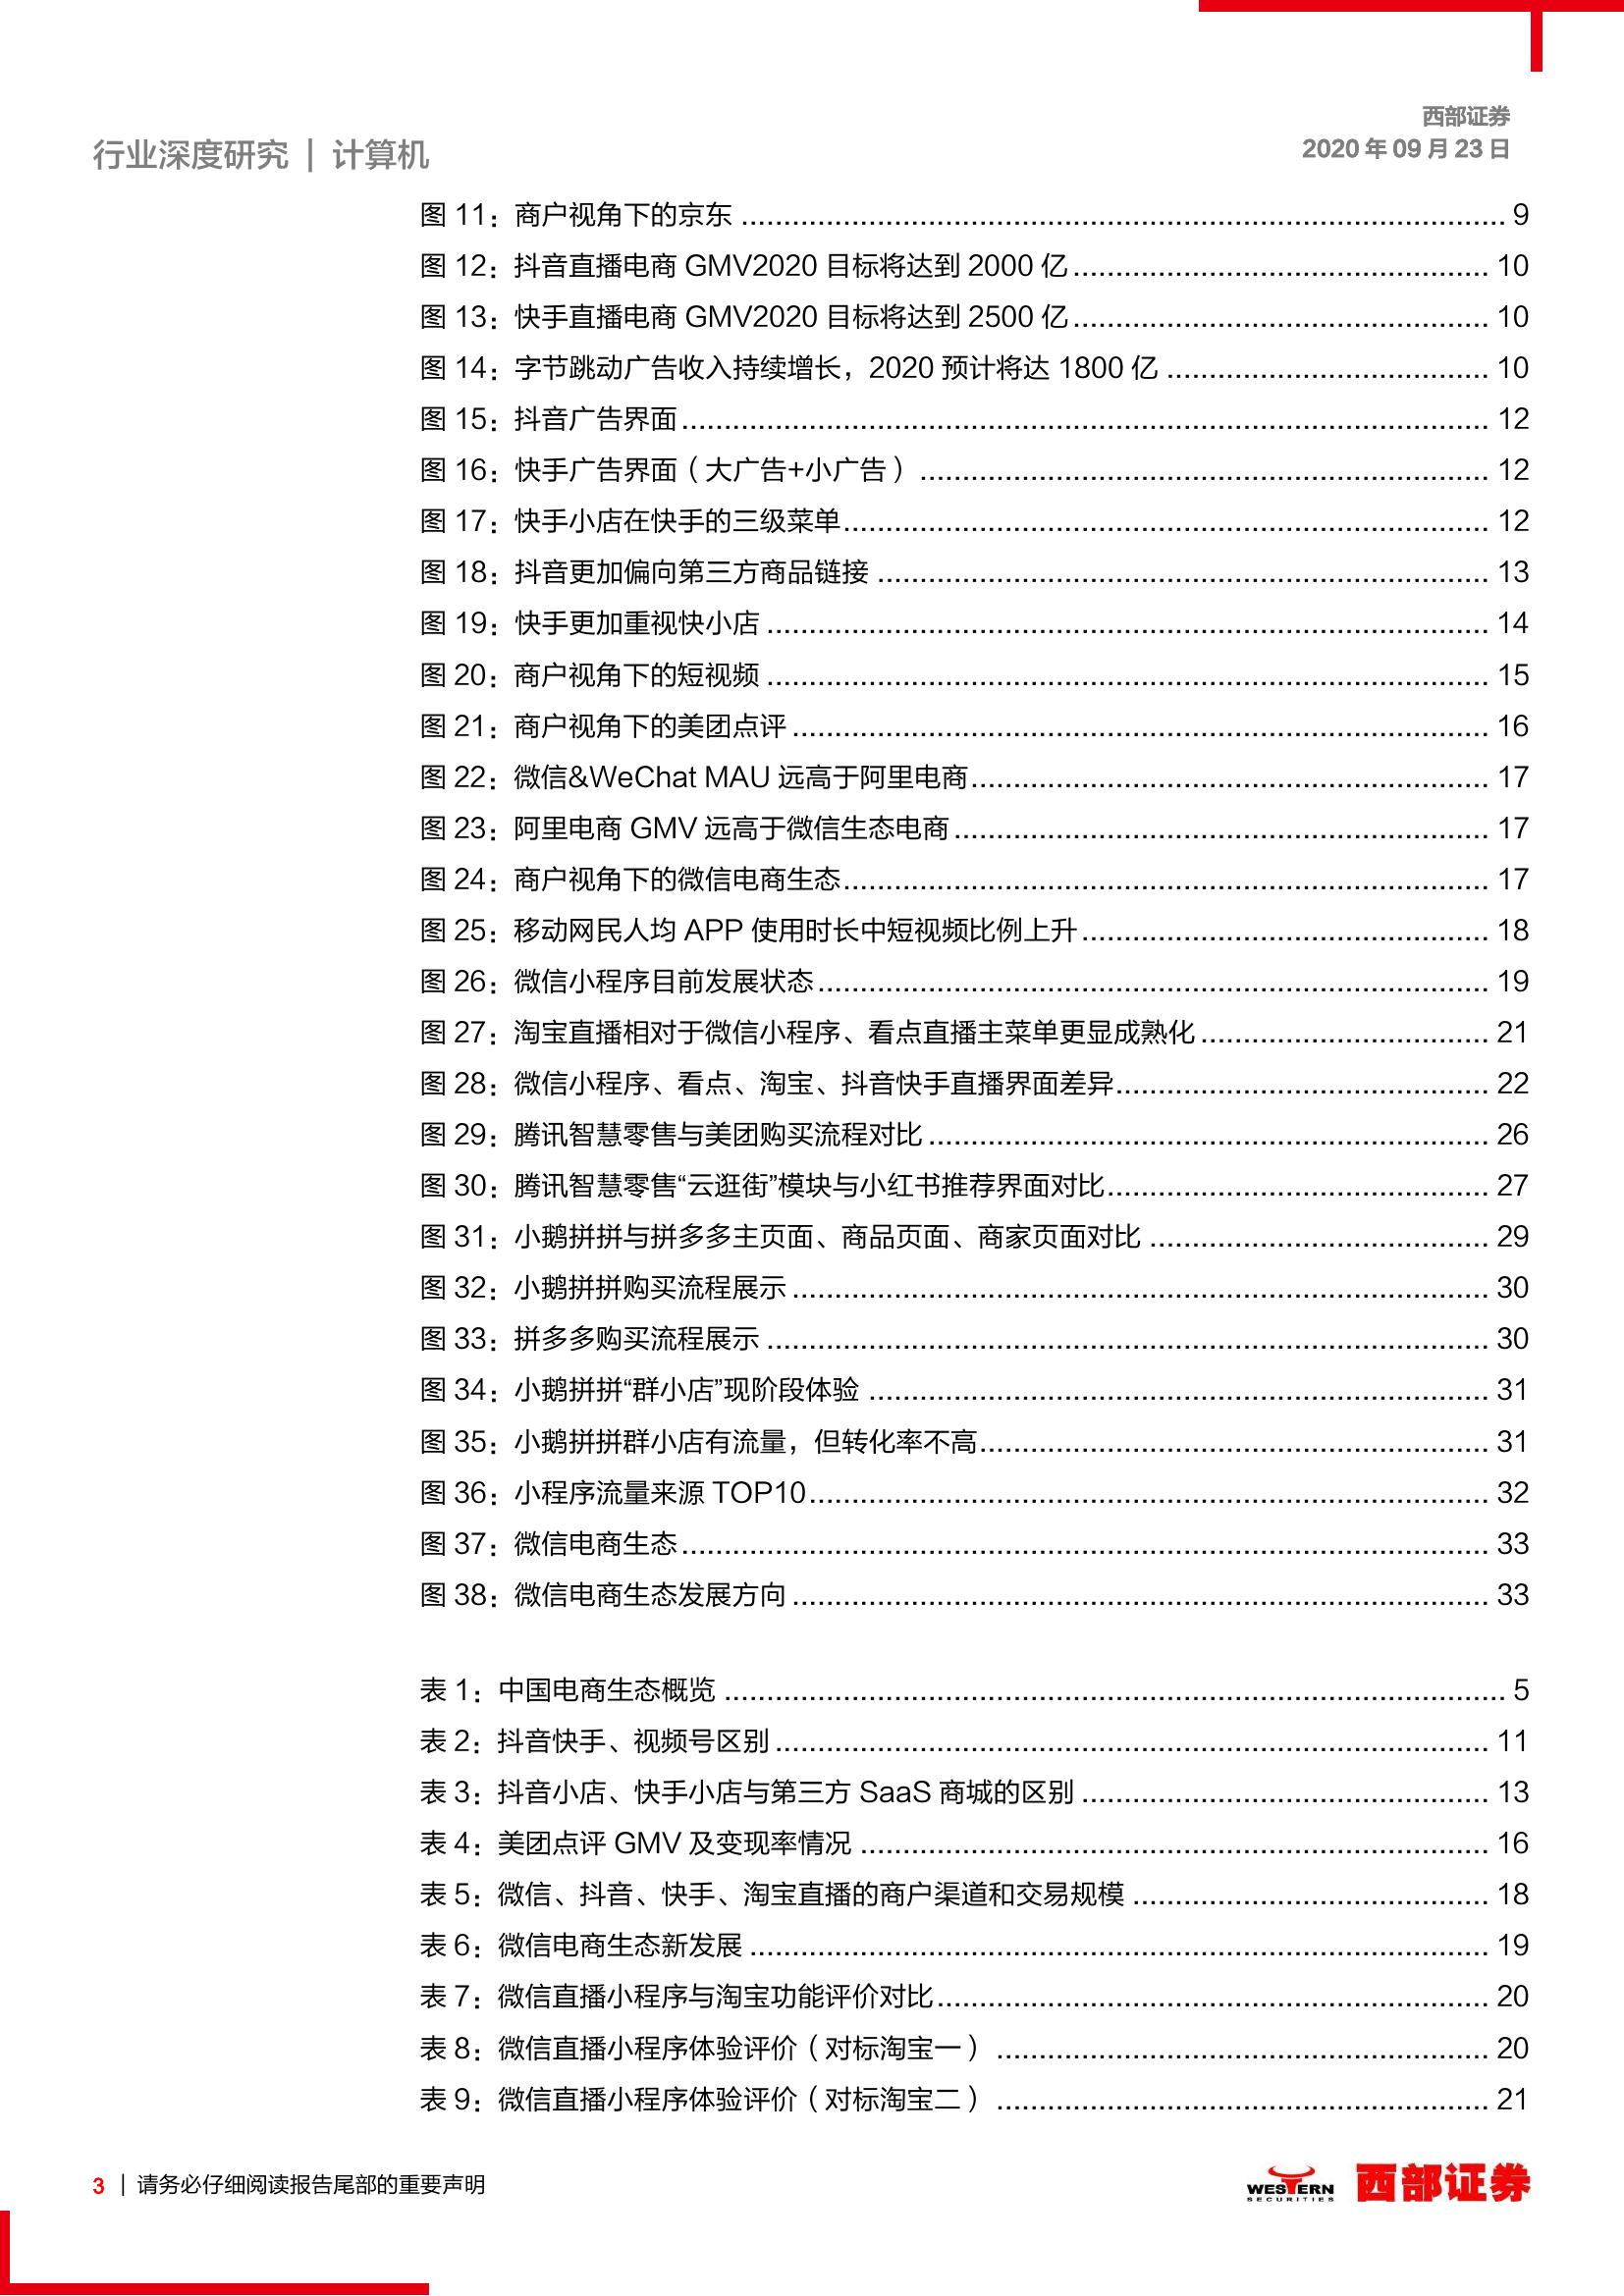 西部证券
行业深度研究 | 计算机
2020 年 09 月 23 日
图 11：商户视角下的京东 ........ 9
图 12：抖音直播电商 GMV2020 目标将达到 2000 亿 ........ 10
图 13：快手直播电商 GMV2020 目标将达到 2500 亿 ........ 10
图 14：字节跳动广告收入持续增长，2020 预计将达 1800 亿 ........ 10
图 15：抖音广告界面 ........ 12
图 16：快手广告界面（大广告+小广告） ........ 12
图 17：快手小店在快手的三级菜单 ........ 12
图 18：抖音更加偏向第三方商品链接 ........ 13
图 19：快手更加重视快小店 ........ 14
图 20：商户视角下的短视频 ........ 15
图 21：商户视角下的美团点评 ........ 16
图 22：微信&WeChat MAU 远高于阿里电商 ........ 17
图 23：阿里电商 GMV 远高于微信生态电商 ........ 17
图 24：商户视角下的微信电商生态 ........ 17
图 25：移动网民人均 APP 使用时长中短视频比例上升 ........ 18
图 26：微信小程序目前发展状态 ........ 19
图 27：淘宝直播相对于微信小程序、看点直播主菜单更显成熟化 ........ 21
图 28：微信小程序、看点、淘宝、抖音快手直播界面差异 ........ 22
图 29：腾讯智慧零售与美团购买流程对比 ........ 26
图 30：腾讯智慧零售“云逛街”模块与小红书推荐界面对比 ........ 27
图 31：小鹅拼拼与拼多多主页面、商品页面、商家页面对比 ........ 29
图 32：小鹅拼拼购买流程展示 ........ 30
图 33：拼多多购买流程展示 ........ 30
图 34：小鹅拼拼“群小店”现阶段体验 ........ 31
图 35：小鹅拼拼群小店有流量，但转化率不高 ........ 31
图 36：小程序流量来源 TOP10 ........ 32
图 37：微信电商生态 ........ 33
图 38：微信电商生态发展方向 ........ 33
表 1：中国电商生态概览 ........ 5
表 2：抖音快手、视频号区别 ........ 11
表 3：抖音小店、快手小店与第三方 SaaS 商城的区别 ........ 13
表 4：美团点评 GMV 及变现率情况 ........ 16
表 5：微信、抖音、快手、淘宝直播的商户渠道和交易规模 ........ 18
表 6：微信电商生态新发展 ........ 19
表 7：微信直播小程序与淘宝功能评价对比 ........ 20
表 8：微信直播小程序体验评价（对标淘宝一） ........ 20
表 9：微信直播小程序体验评价（对标淘宝二） ........ 21
3 | 请务必仔细阅读报告尾部的重要声明
WESTERN
SECURITIES
西部证券